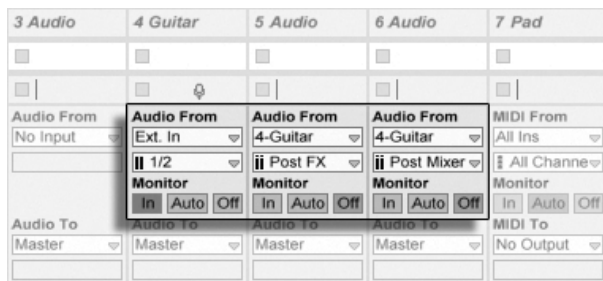 3 Audio 4 Guitar 5 Audio 6 Audio 7 Pad
Audio From Audio From Audio From Audio From MIDI From
No Input Ext. In 4-Guitar 4-Guitar All Ins
1/2 Post FX Post Mixer All Channe
Monitor Monitor Monitor Monitor
In Auto Off In Auto Off In Auto Off In Auto Off
Audio To Audio To Audio To Audio To MIDI To
Master Master Master Master No Output